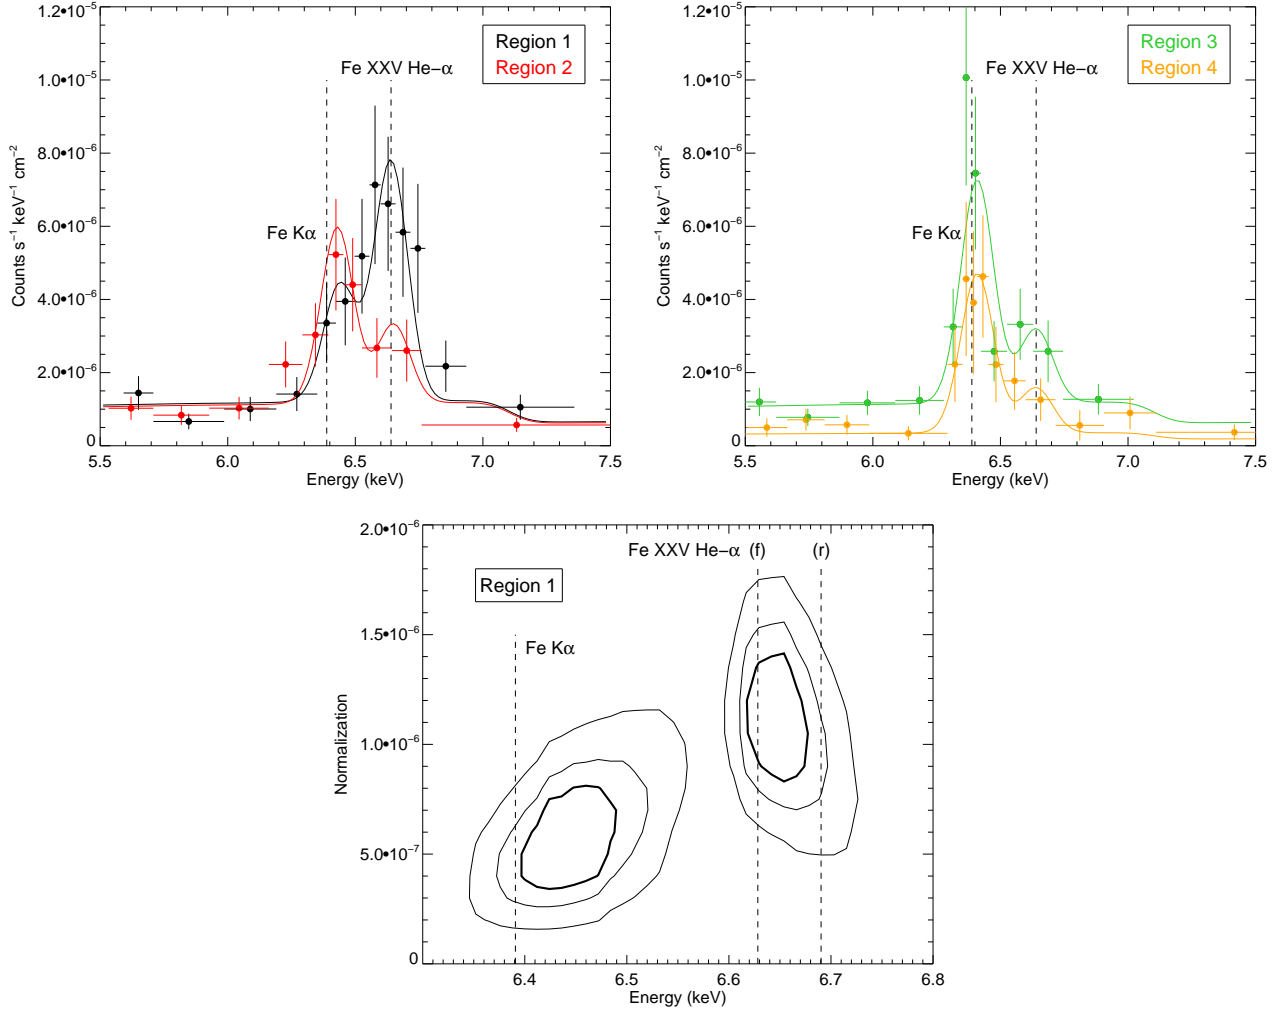 1.2•10⁻⁵
1.0•10⁻⁵
8.0•10⁻⁶
6.0•10⁻⁶
4.0•10⁻⁶
2.0•10⁻⁶
0
Counts s⁻¹ keV⁻¹ cm⁻²
Region 1
Region 2
Fe XXV He−α
Fe Kα
5.5 6.0 6.5 7.0 7.5
Energy (keV)
1.2•10⁻⁵
1.0•10⁻⁵
8.0•10⁻⁶
6.0•10⁻⁶
4.0•10⁻⁶
2.0•10⁻⁶
0
Counts s⁻¹ keV⁻¹ cm⁻²
Region 3
Region 4
Fe XXV He−α
Fe Kα
5.5 6.0 6.5 7.0 7.5
Energy (keV)
2.0•10⁻⁶
1.5•10⁻⁶
1.0•10⁻⁶
5.0•10⁻⁷
0
Normalization
Fe XXV He−α (f) (r)
Region 1
Fe Kα
6.4 6.5 6.6 6.7 6.8
Energy (keV)